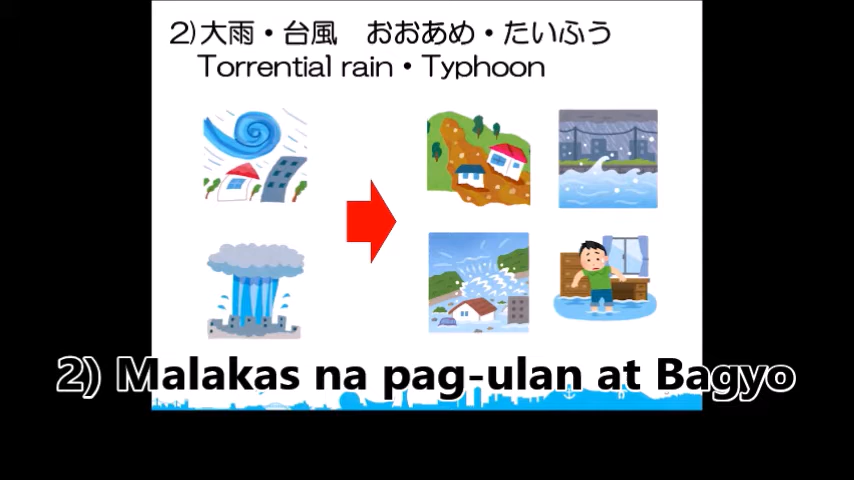 2)大雨・台風　おおあめ・たいふう
Torrential rain・Typhoon
2) Malakas na pag-ulan at Bagyo